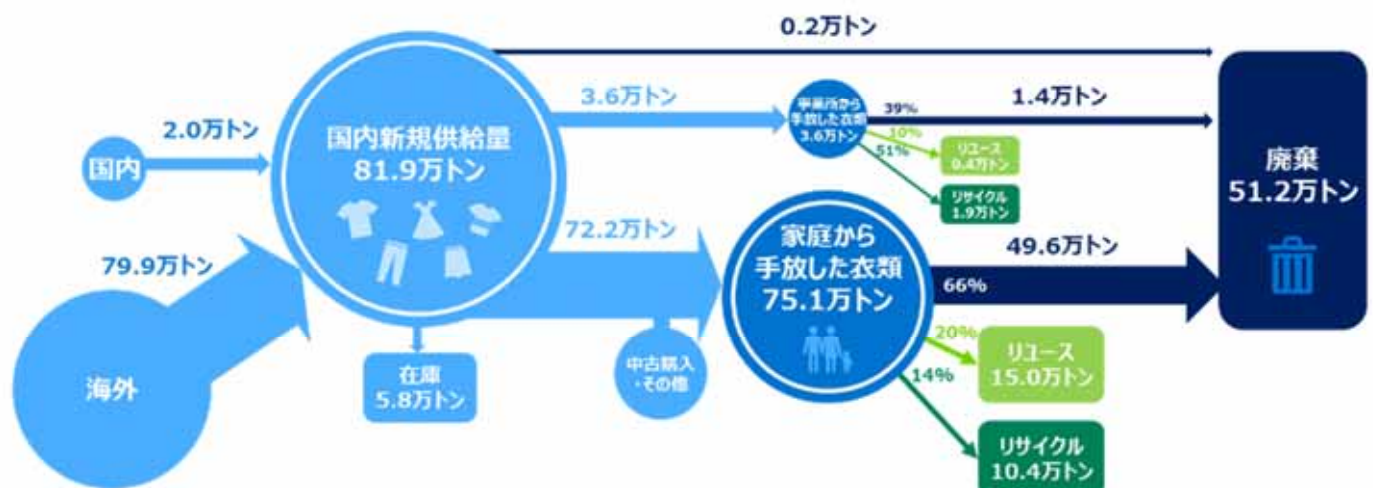 0.2万トン
3.6万トン
事業所から
手放した衣類
3.6万トン
39%
1.4万トン
10%
51%
リユース
0.4万トン
リサイクル
1.9万トン
2.0万トン
国内
国内新規供給量
81.9万トン
廃棄
51.2万トン
79.9万トン
海外
72.2万トン
家庭から
手放した衣類
75.1万トン
49.6万トン
66%
在庫
5.8万トン
中古購入
・その他
20%
リユース
15.0万トン
14%
リサイクル
10.4万トン